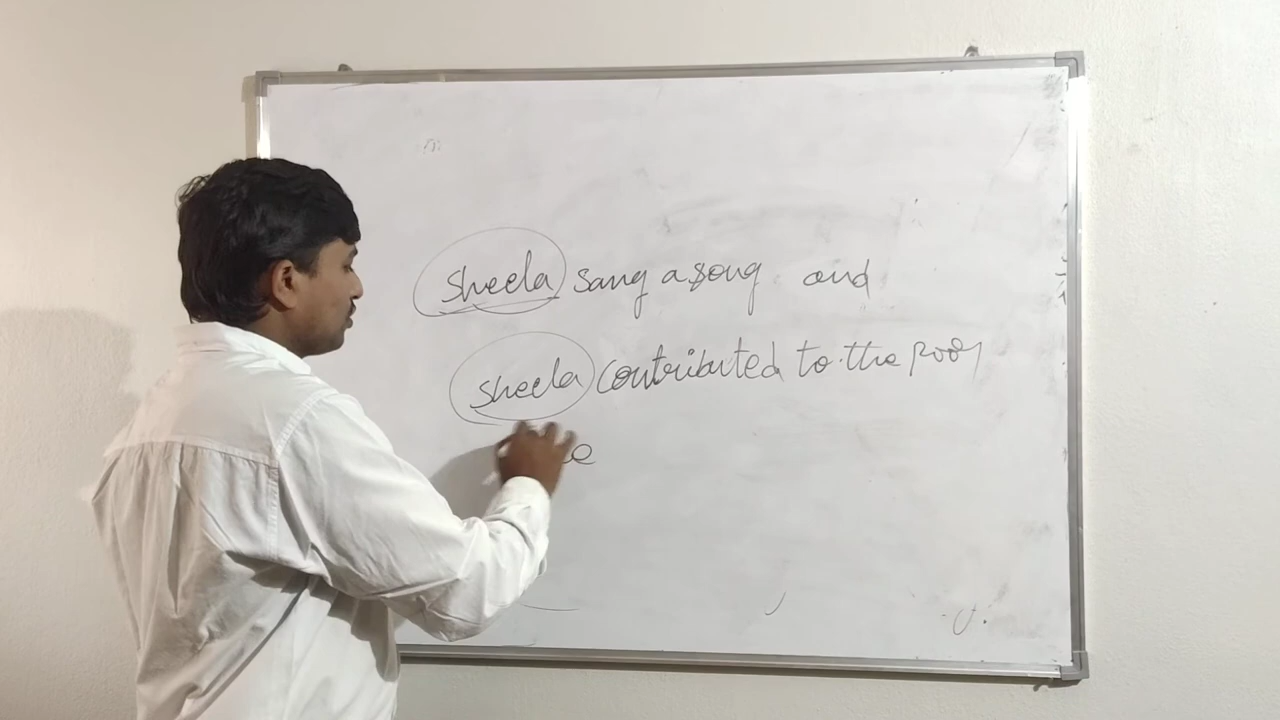 sheela sang a song and
sheela contributed to the poor